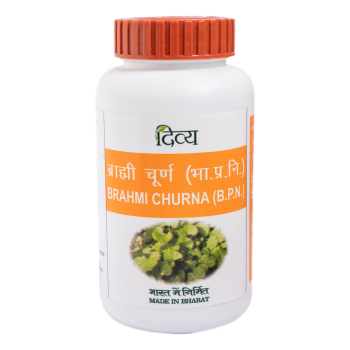 दिव्य
ब्राह्मी चूर्ण (भा.प्र.नि.)
BRAHMI CHURNA (B.P.N.)
भारत में निर्मित
MADE IN BHARAT